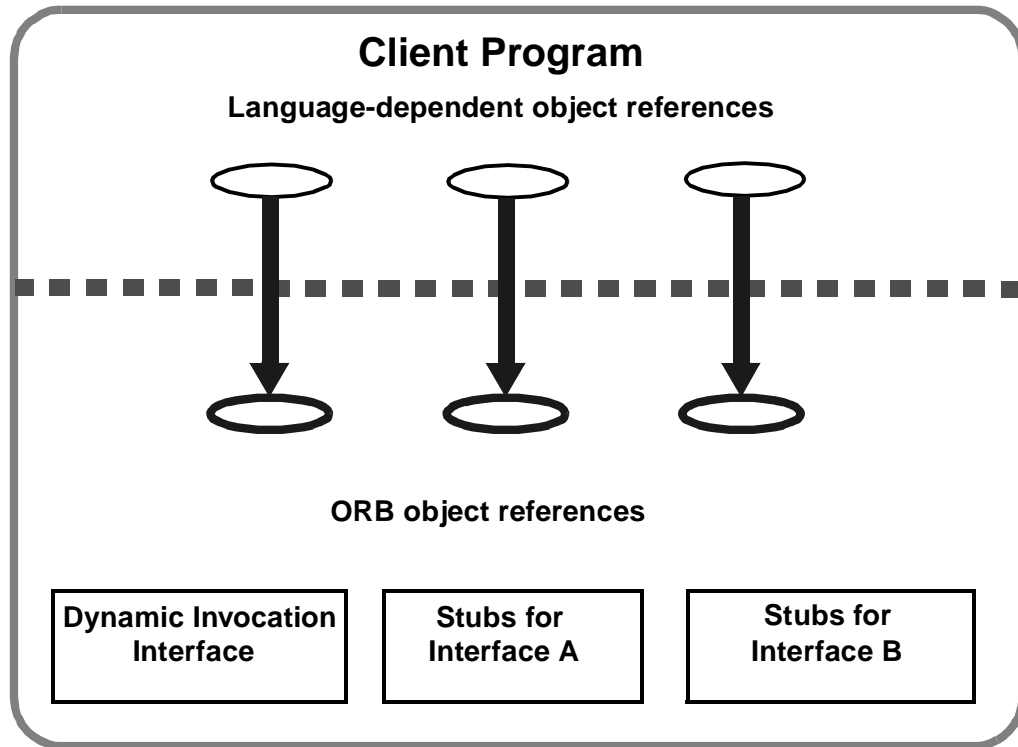 Client Program
Language-dependent object references
ORB object references
Dynamic Invocation
Interface
Stubs for
Interface A
Stubs for
Interface B